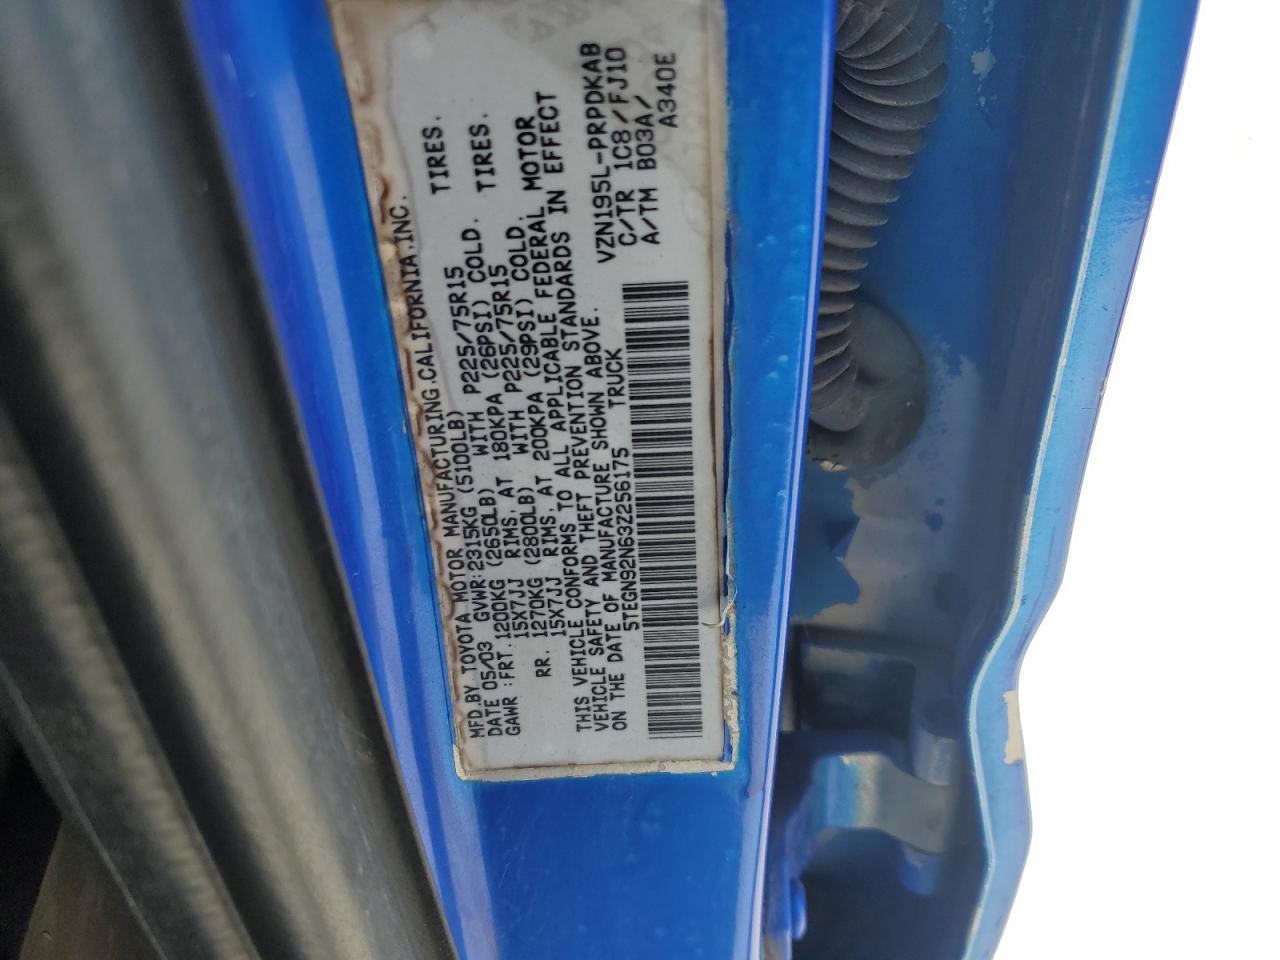 MFD.BY TOYOTA MOTOR MANUFACTURING.CALIFORNIA.INC.
DATE 05/03 GVWR:2315KG (5100LB)
GAWR:FRT.1200KG (2650LB) WITH P225/75R15 TIRES.
15X7JJ RIMS,AT 180KPA (26PSI) COLD.
RR. 1270KG (2800LB) WITH P225/75R15 TIRES.
15X7JJ RIMS,AT 200KPA (29PSI) COLD.
THIS VEHICLE CONFORMS TO ALL APPLICABLE FEDERAL MOTOR
VEHICLE SAFETY AND THEFT PREVENTION STANDARDS IN EFFECT
ON THE DATE OF MANUFACTURE SHOWN ABOVE.
5TEGN92N63Z256175 TRUCK
VZN195L-PRPDKAB
C/TR 1C8/FJ10
A/TM B03A/
A340E